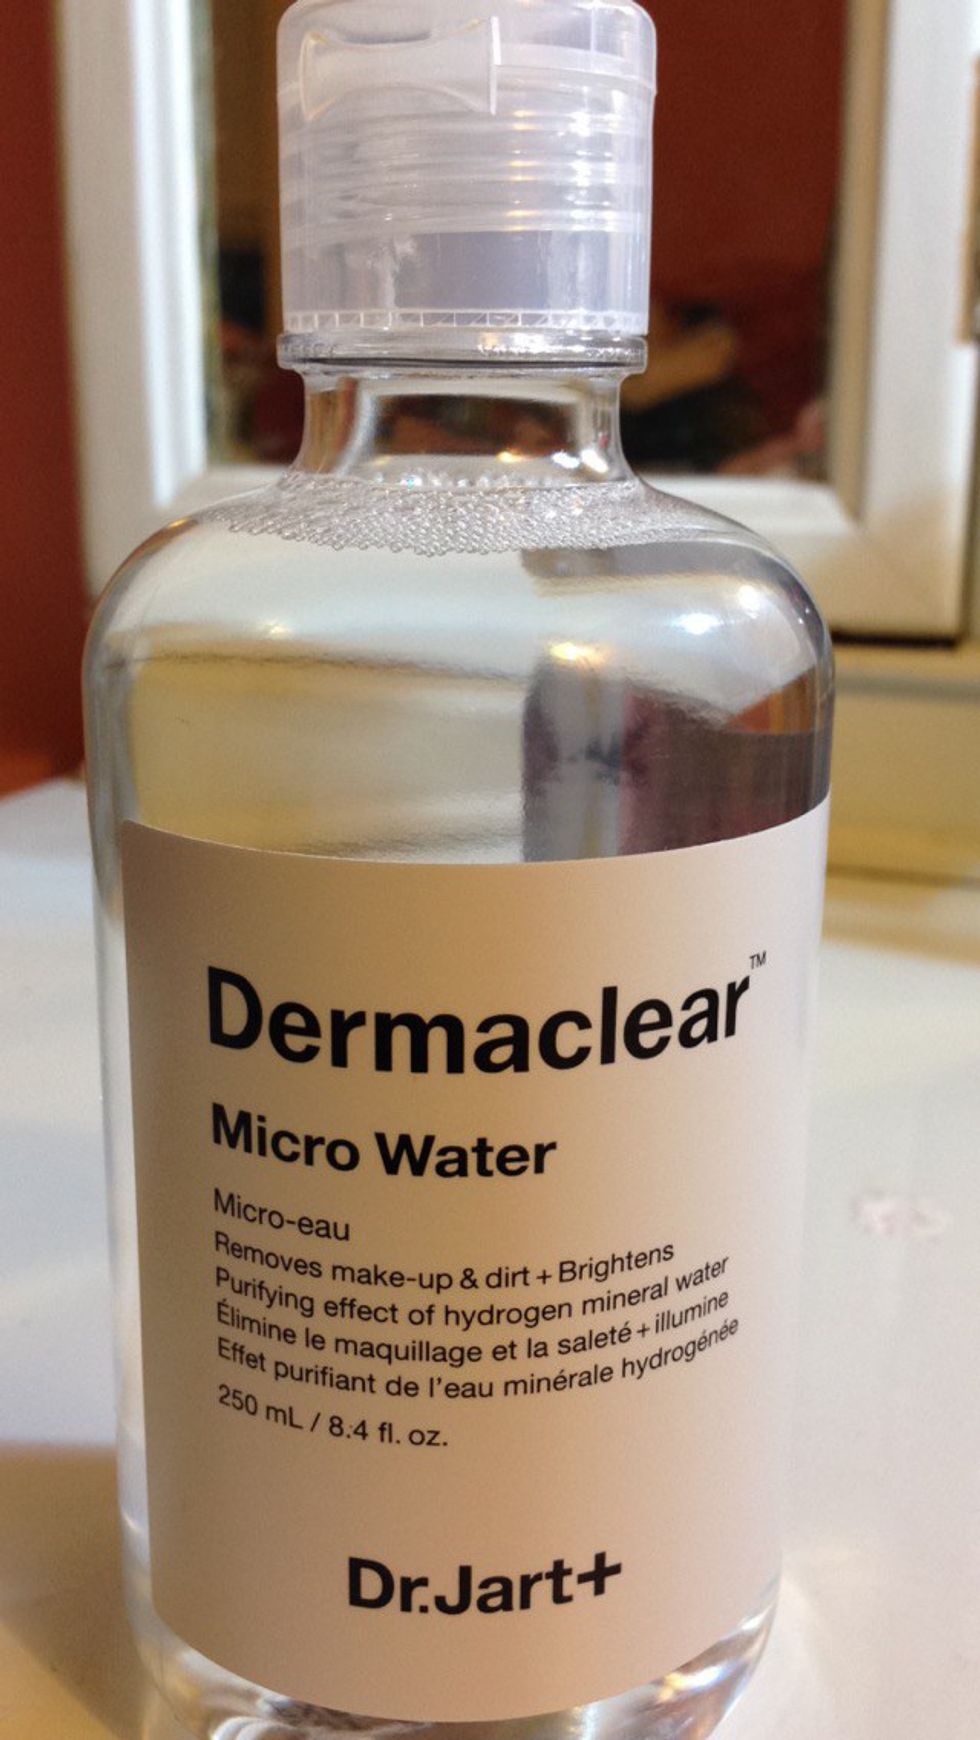 Dermaclear™
Micro Water
Micro-eau
Removes make-up & dirt + Brightens
Purifying effect of hydrogen mineral water
Élimine le maquillage et la saleté + illumine
Effet purifiant de l'eau minérale hydrogénée
250 mL / 8.4 fl. oz.
Dr.Jart+